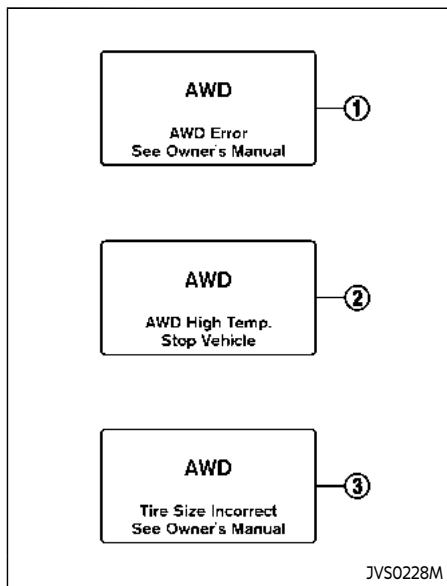 AWD
AWD Error
See Owner's Manual
1
AWD
AWD High Temp.
Stop Vehicle
2
AWD
Tire Size Incorrect
See Owner's Manual
3
JVS0228M